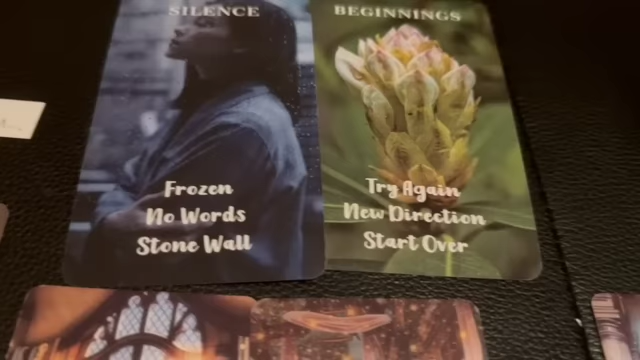 SILENCE
Frozen
No Words
Stone Wall
BEGINNINGS
Try Again
New Direction
Start Over